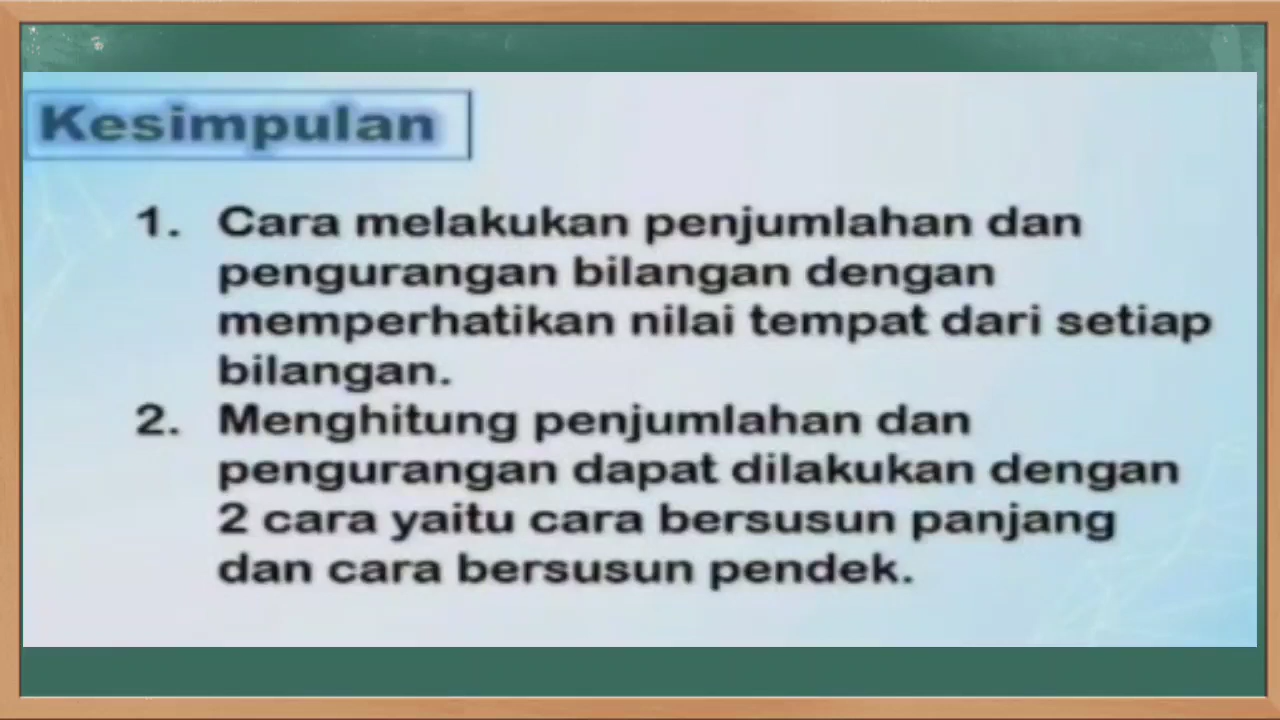 Kesimpulan
1. Cara melakukan penjumlahan dan
pengurangan bilangan dengan
memperhatikan nilai tempat dari setiap
bilangan.
2. Menghitung penjumlahan dan
pengurangan dapat dilakukan dengan
2 cara yaitu cara bersusun panjang
dan cara bersusun pendek.